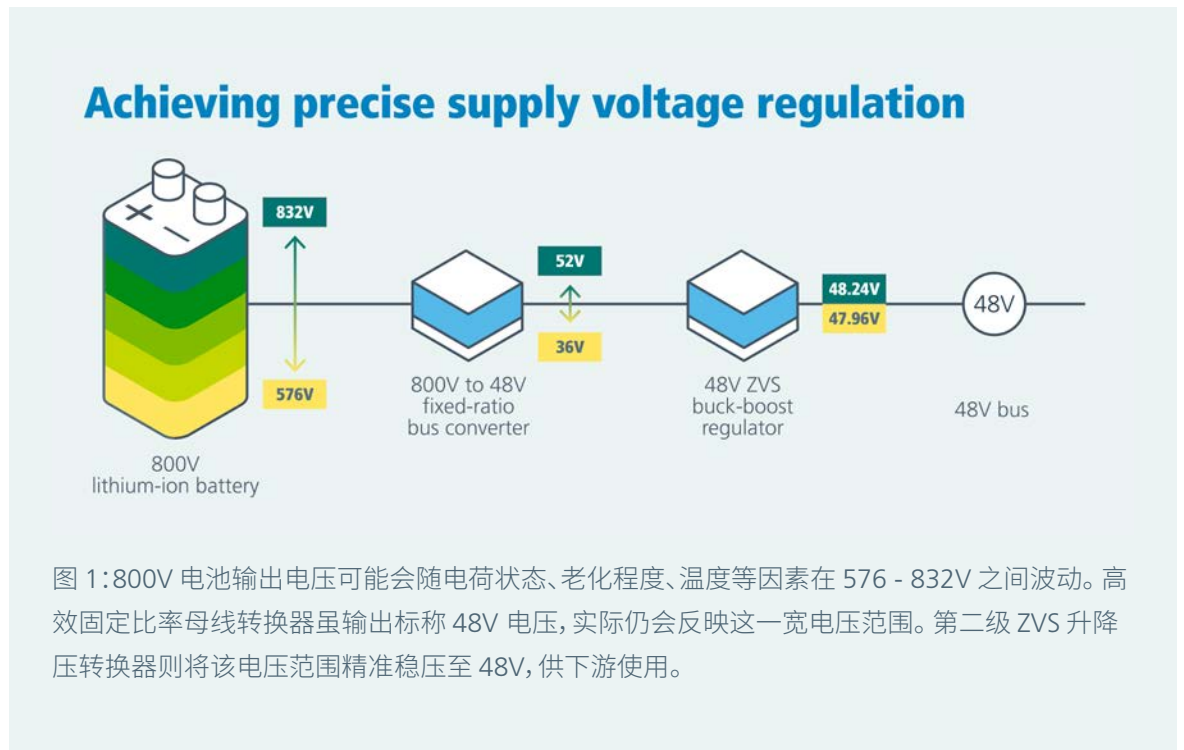 Achieving precise supply voltage regulation
832V
576V
800V
lithium-ion battery
800V to 48V
fixed-ratio
bus converter
52V
36V
48V ZVS
buck-boost
regulator
48.24V
47.96V
48V
48V bus
图 1:800V 电池输出电压可能会随电荷状态、老化程度、温度等因素在 576 - 832V 之间波动。高
效固定比率母线转换器虽输出标称 48V 电压,实际仍会反映这一宽电压范围。第二级 ZVS 升降
压转换器则将该电压范围精准稳压至 48V,供下游使用。